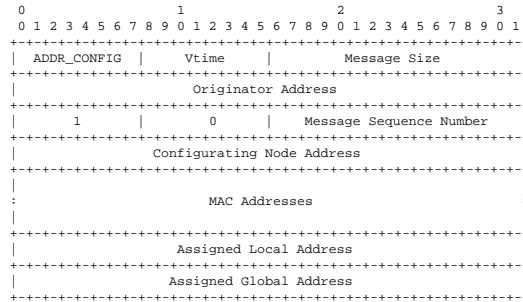 0                   1                   2                   3
0 1 2 3 4 5 6 7 8 9 0 1 2 3 4 5 6 7 8 9 0 1 2 3 4 5 6 7 8 9 0 1
+-+-+-+-+-+-+-+-+-+-+-+-+-+-+-+-+-+-+-+-+-+-+-+-+-+-+-+-+-+-+-+-
| ADDR_CONFIG | Vtime | Message Size
+-+-+-+-+-+-+-+-+-+-+-+-+-+-+-+-+-+-+-+-+-+-+-+-+-+-+-+-+-+-+-+-
| Originator Address
+-+-+-+-+-+-+-+-+-+-+-+-+-+-+-+-+-+-+-+-+-+-+-+-+-+-+-+-+-+-+-+-
| 1 | 0 | Message Sequence Number
+-+-+-+-+-+-+-+-+-+-+-+-+-+-+-+-+-+-+-+-+-+-+-+-+-+-+-+-+-+-+-+-
| Configurating Node Address
+-+-+-+-+-+-+-+-+-+-+-+-+-+-+-+-+-+-+-+-+-+-+-+-+-+-+-+-+-+-+-+-
|
: MAC Addresses :
|
+-+-+-+-+-+-+-+-+-+-+-+-+-+-+-+-+-+-+-+-+-+-+-+-+-+-+-+-+-+-+-+-
| Assigned Local Address
+-+-+-+-+-+-+-+-+-+-+-+-+-+-+-+-+-+-+-+-+-+-+-+-+-+-+-+-+-+-+-+-
| Assigned Global Address
+-+-+-+-+-+-+-+-+-+-+-+-+-+-+-+-+-+-+-+-+-+-+-+-+-+-+-+-+-+-+-+-